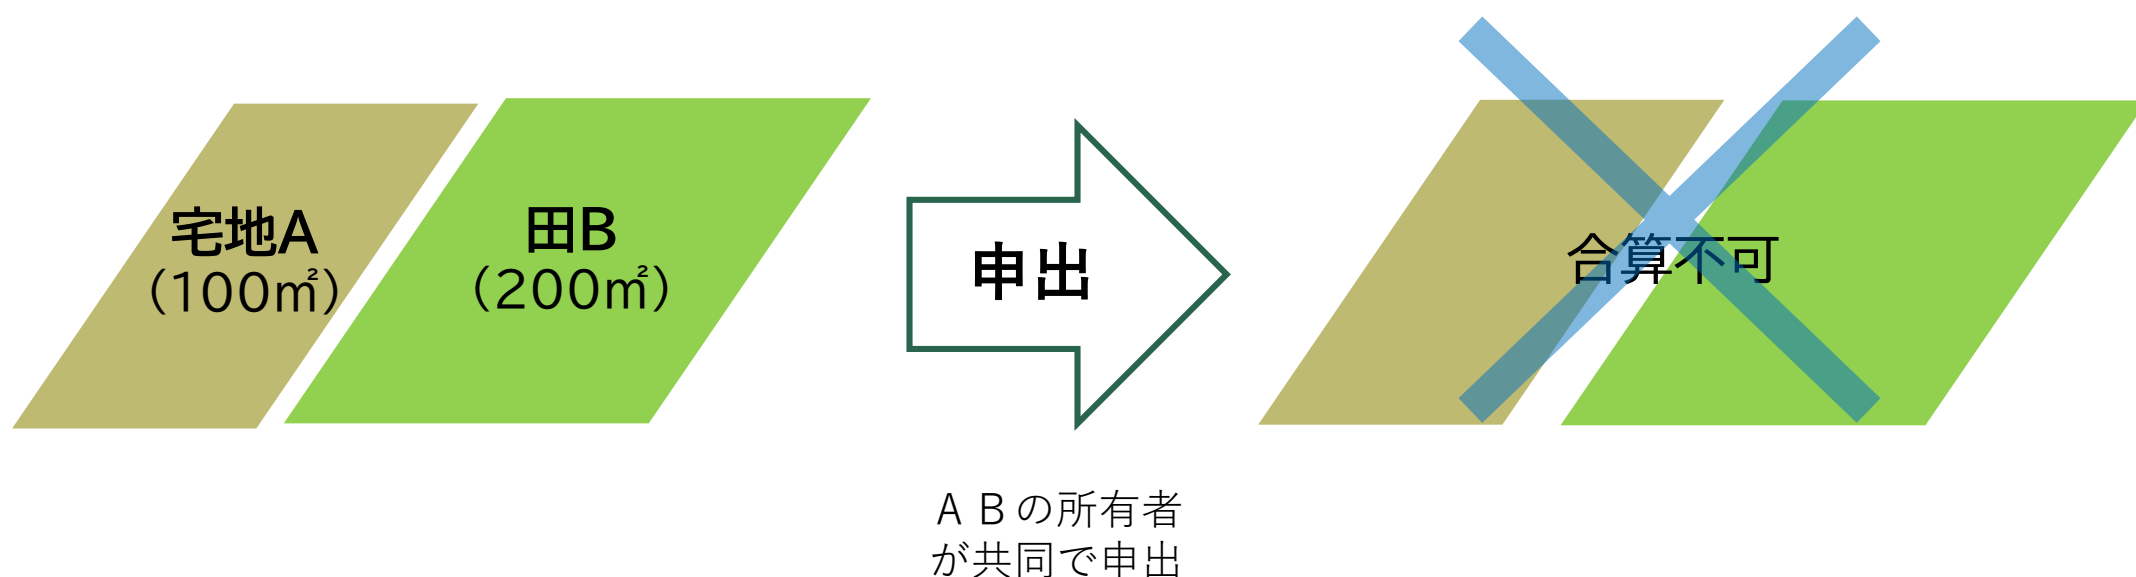 宅地A
（100㎡）
田B
（200㎡）
申出
合算不可
ＡＢの所有者
が共同で申出